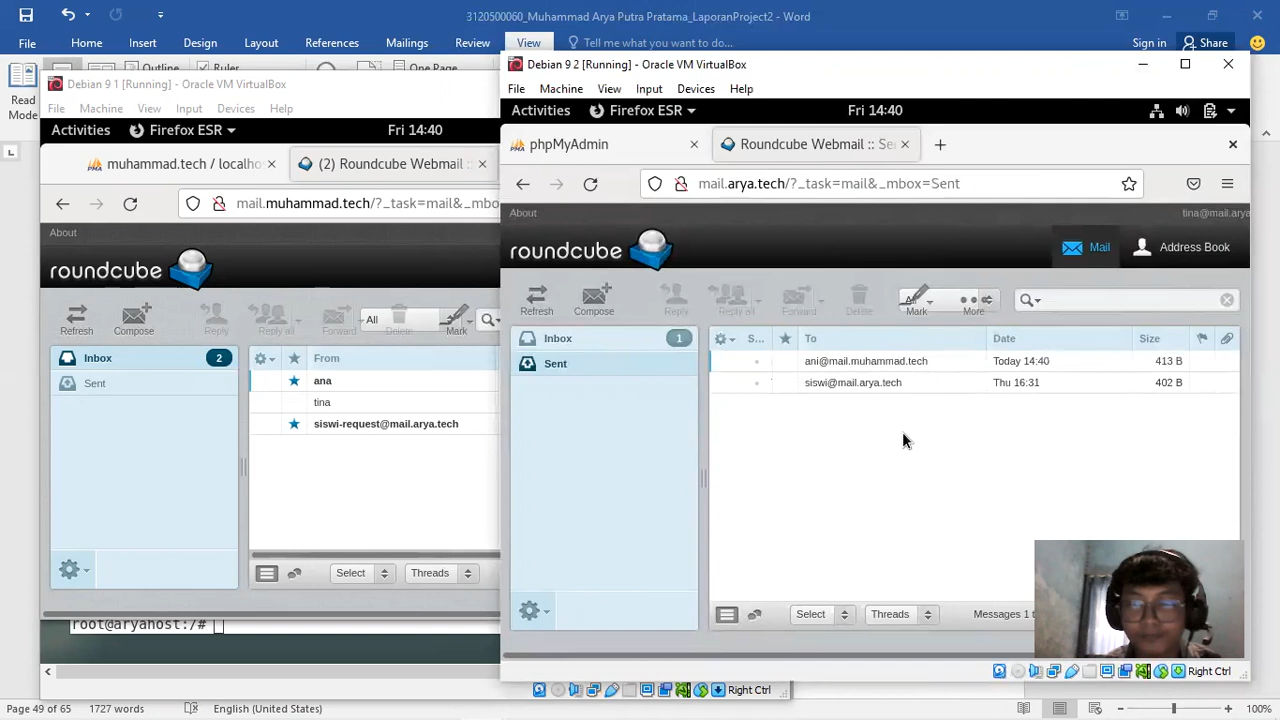 3120500060_Muhammad Arya Putra Pratama_LaporanProject2 - Word
File Home Insert Design Layout References Mailings Review View Tell me what you want to do... Sign in Share
Read Mode
Outline Ruler One Page
Debian 9 1 [Running] - Oracle VM VirtualBox
File Machine View Input Devices Help
Activities Firefox ESR Fri 14:40
muhammad.tech / localhos
(2) Roundcube Webmail ::
mail.muhammad.tech/?_task=mail&_mbo
About
roundcube
Refresh Compose Reply Reply all Forward All Delete Mark
Inbox 2
Sent
From
ana
tina
siswi-request@mail.arya.tech
Select Threads
root@aryahost:/#
Right Ctrl
Debian 9 2 [Running] - Oracle VM VirtualBox
File Machine View Input Devices Help
Activities Firefox ESR Fri 14:40
phpMyAdmin
Roundcube Webmail :: Se
mail.arya.tech/?_task=mail&_mbox=Sent
About tina@mail.arya
roundcube Mail Address Book
Refresh Compose Reply Reply all Forward Delete Mark More
Inbox 1
Sent
S... To Date Size
ani@mail.muhammad.tech Today 14:40 413 B
siswi@mail.arya.tech Thu 16:31 402 B
Select Threads Messages 1 t
Right Ctrl
Page 49 of 65 1727 words English (United States) 100%